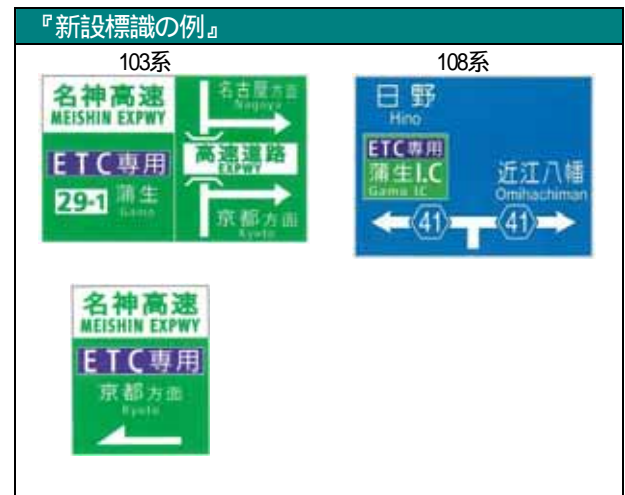 『新設標識の例』
103系
名神高速
MEISHIN EXPWY
ETC専用
29-1 蒲生
Gamo
名古屋方面
Nagoya
高速道路
EXPWY
京都方面
Kyoto
108系
日野
Hino
ETC専用
蒲生I.C
Gamo IC
近江八幡
Omihachiman
41 41
名神高速
MEISHIN EXPWY
ETC専用
京都方面
Kyoto